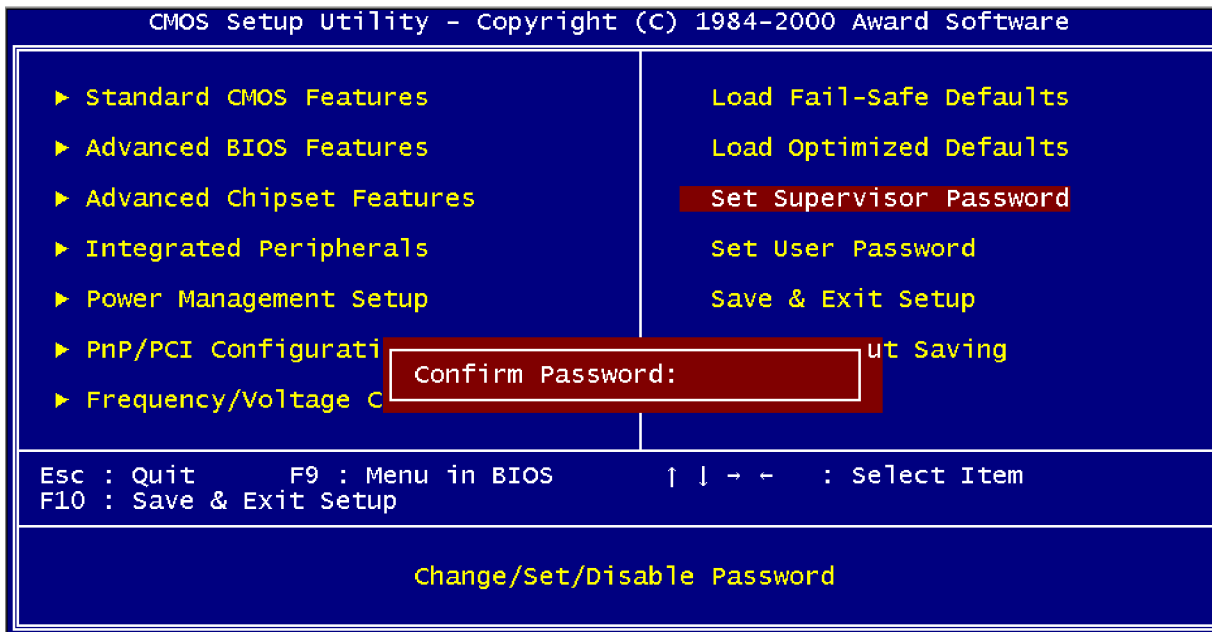 CMOS Setup Utility – Copyright (C) 1984–2000 Award Software
► Standard CMOS Features
► Advanced BIOS Features
► Advanced Chipset Features
► Integrated Peripherals
► Power Management Setup
► PnP/PCI Configurati
► Frequency/Voltage C
Load Fail-Safe Defaults
Load Optimized Defaults
Set Supervisor Password
Set User Password
Save & Exit Setup
ut Saving
Confirm Password:
Esc : Quit F9 : Menu in BIOS ↑ ↓ → ← : Select Item
F10 : Save & Exit Setup
Change/Set/Disable Password